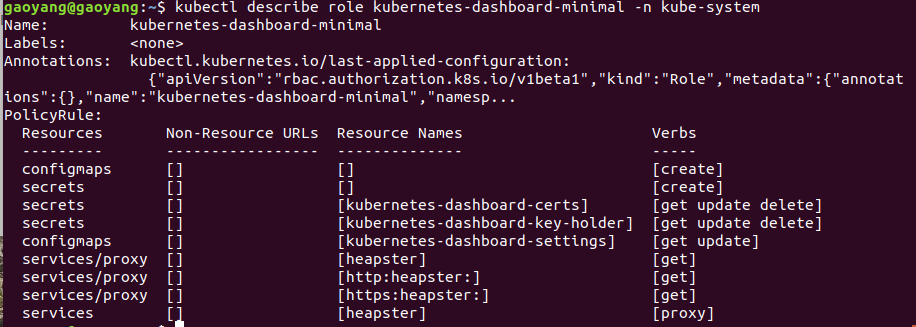 gaoyang@gaoyang:~$ kubectl describe role kubernetes-dashboard-minimal -n kube-system
Name:         kubernetes-dashboard-minimal
Labels:       <none>
Annotations:  kubectl.kubernetes.io/last-applied-configuration:
                {"apiVersion":"rbac.authorization.k8s.io/v1beta1","kind":"Role","metadata":{"annotat
ions":{},"name":"kubernetes-dashboard-minimal","namesp...
PolicyRule:
  Resources       Non-Resource URLs  Resource Names                     Verbs
  ---------       -----------------  --------------                     -----
  configmaps      []                 []                                 [create]
  secrets         []                 []                                 [create]
  secrets         []                 [kubernetes-dashboard-certs]       [get update delete]
  secrets         []                 [kubernetes-dashboard-key-holder]  [get update delete]
  configmaps      []                 [kubernetes-dashboard-settings]    [get update]
  services/proxy  []                 [heapster]                         [get]
  services/proxy  []                 [http:heapster:]                   [get]
  services/proxy  []                 [https:heapster:]                  [get]
  services        []                 [heapster]                         [proxy]